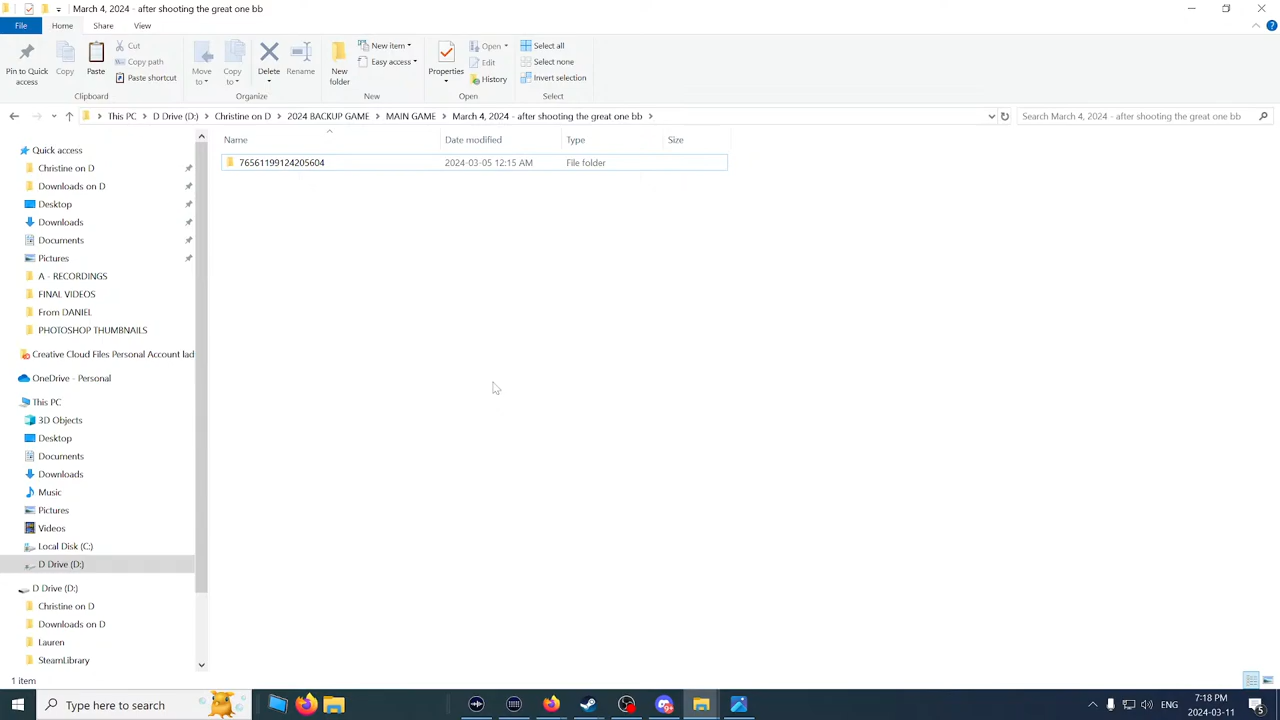 March 4, 2024 - after shooting the great one bb
File Home Share View
Pin to Quick access
Copy
Paste
Cut
Copy path
Paste shortcut
Clipboard
Move to
Copy to
Delete
Rename
Organize
New folder
New item
Easy access
New
Properties
Open
Edit
History
Open
Select all
Select none
Invert selection
Select
This PC > D Drive (D:) > Christine on D > 2024 BACKUP GAME > MAIN GAME > March 4, 2024 - after shooting the great one bb >
Search March 4, 2024 - after shooting the great one bb
Name Date modified Type Size
76561199124205604 2024-03-05 12:15 AM File folder
Quick access
Christine on D
Downloads on D
Desktop
Downloads
Documents
Pictures
A - RECORDINGS
FINAL VIDEOS
From DANIEL
PHOTOSHOP THUMBNAILS
Creative Cloud Files Personal Account lad
OneDrive - Personal
This PC
3D Objects
Desktop
Documents
Downloads
Music
Pictures
Videos
Local Disk (C:)
D Drive (D:)
D Drive (D:)
Christine on D
Downloads on D
Lauren
SteamLibrary
1 item
Type here to search
ENG
7:18 PM
2024-03-11
5